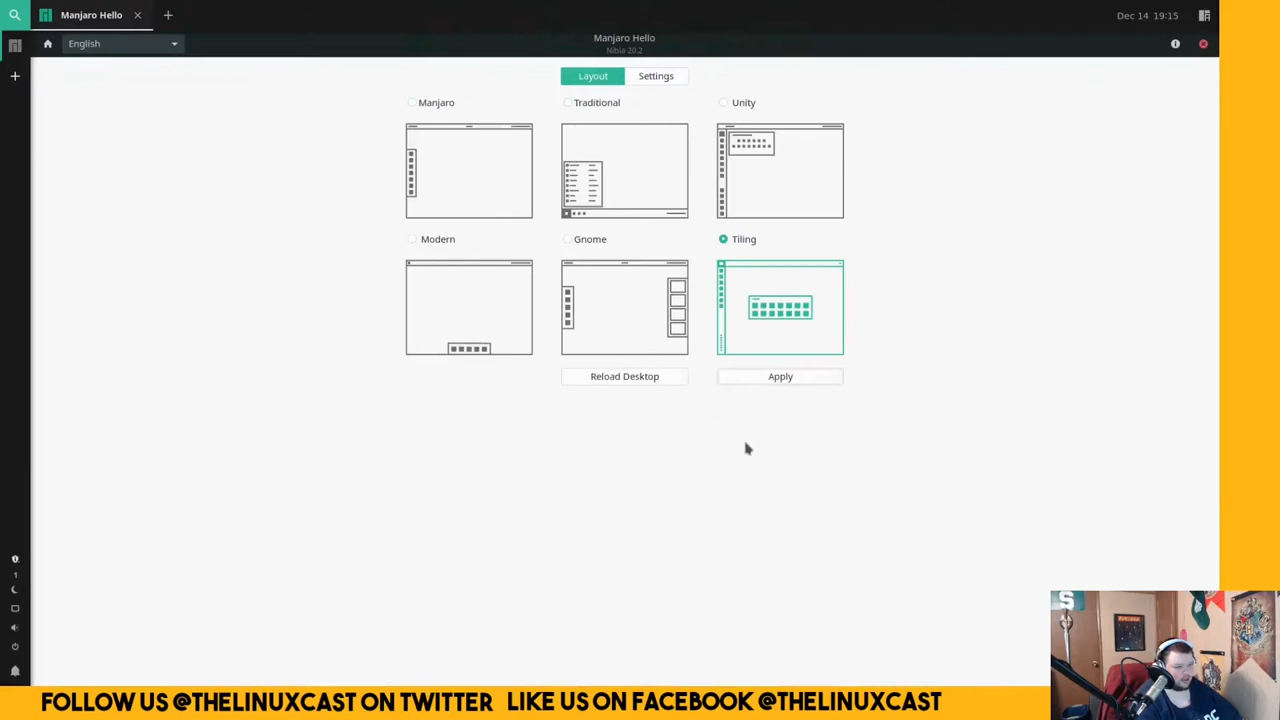 Manjaro Hello
Dec 14 19:15
English
Manjaro Hello
Nibia 20.2
Layout
Settings
Manjaro
Traditional
Unity
Modern
Gnome
Tiling
Reload Desktop
Apply
1
S
FOLLOW US @THELINUXCAST ON TWITTER LIKE US ON FACEBOOK @THELINUXCAST